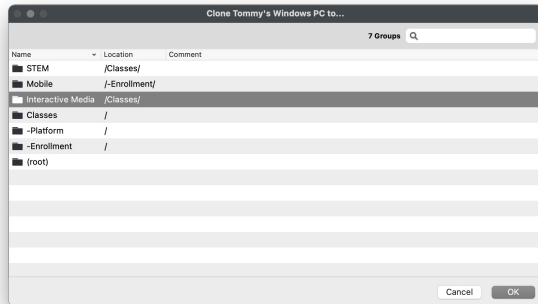 Clone Tommy's Windows PC to...
7 Groups
Name Location Comment
STEM /Classes/
Mobile /-Enrollment/
Interactive Media /Classes/
Classes /
-Platform /
-Enrollment /
(root)
Cancel OK